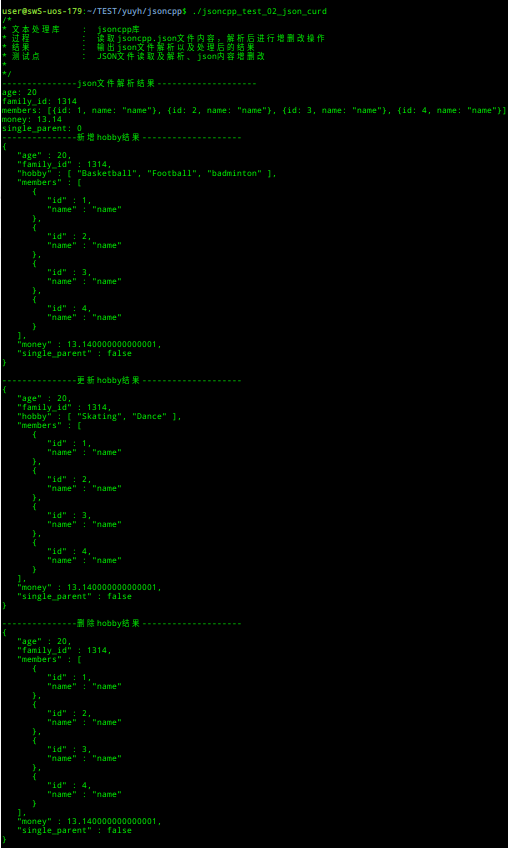 user@sw5-uos-179:~/TEST/yuyh/jsoncpp$ ./jsoncpp_test_02_json_curd
/*
* 文本处理库 : jsoncpp库
* 过程 : 读取jsoncpp.json文件内容，解析后进行增删改操作
* 结果 : 输出json文件解析以及处理后的结果
* 测试点 : JSON文件读取及解析、json内容增删改
*
*/
---------------json文件解析结果--------------------
age: 20
family_id: 1314
members: [{id: 1, name: "name"}, {id: 2, name: "name"}, {id: 3, name: "name"}, {id: 4, name: "name"}]
money: 13.14
single_parent: 0
---------------新增hobby结果--------------------
{
   "age" : 20,
   "family_id" : 1314,
   "hobby" : [ "Basketball", "Football", "badminton" ],
   "members" : [
      {
         "id" : 1,
         "name" : "name"
      },
      {
         "id" : 2,
         "name" : "name"
      },
      {
         "id" : 3,
         "name" : "name"
      },
      {
         "id" : 4,
         "name" : "name"
      }
   ],
   "money" : 13.140000000000001,
   "single_parent" : false
}

---------------更新hobby结果--------------------
{
   "age" : 20,
   "family_id" : 1314,
   "hobby" : [ "Skating", "Dance" ],
   "members" : [
      {
         "id" : 1,
         "name" : "name"
      },
      {
         "id" : 2,
         "name" : "name"
      },
      {
         "id" : 3,
         "name" : "name"
      },
      {
         "id" : 4,
         "name" : "name"
      }
   ],
   "money" : 13.140000000000001,
   "single_parent" : false
}

---------------删除hobby结果--------------------
{
   "age" : 20,
   "family_id" : 1314,
   "members" : [
      {
         "id" : 1,
         "name" : "name"
      },
      {
         "id" : 2,
         "name" : "name"
      },
      {
         "id" : 3,
         "name" : "name"
      },
      {
         "id" : 4,
         "name" : "name"
      }
   ],
   "money" : 13.140000000000001,
   "single_parent" : false
}